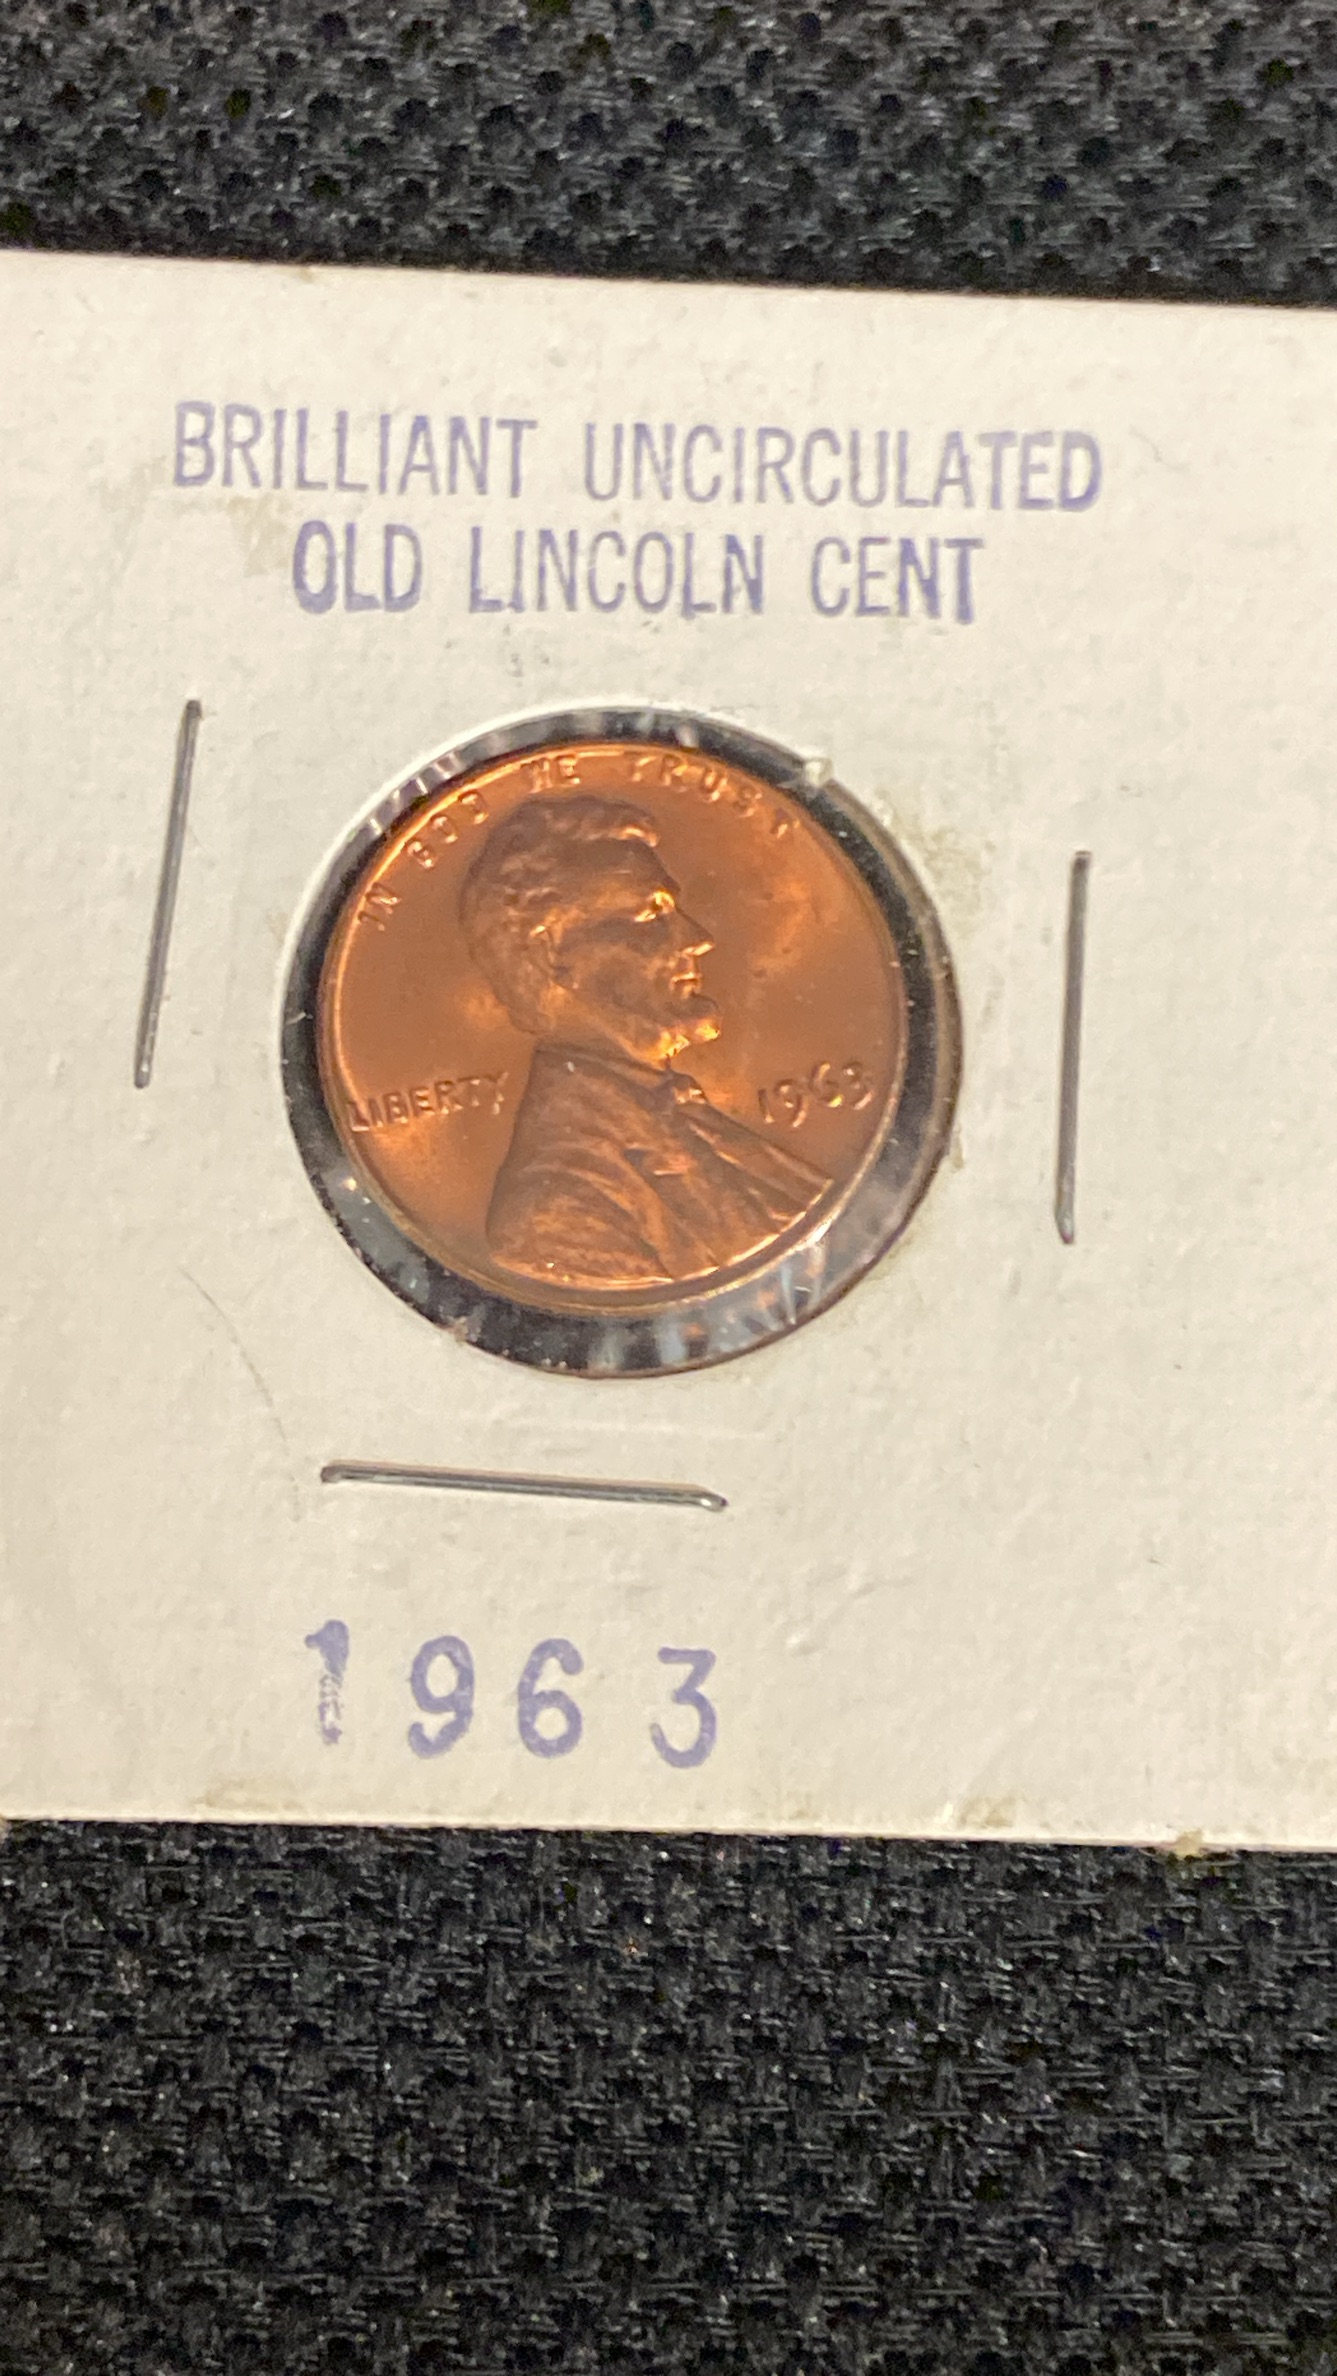 BRILLIANT UNCIRCULATED
OLD LINCOLN CENT
IN GOD WE TRUST
LIBERTY 1963
1963